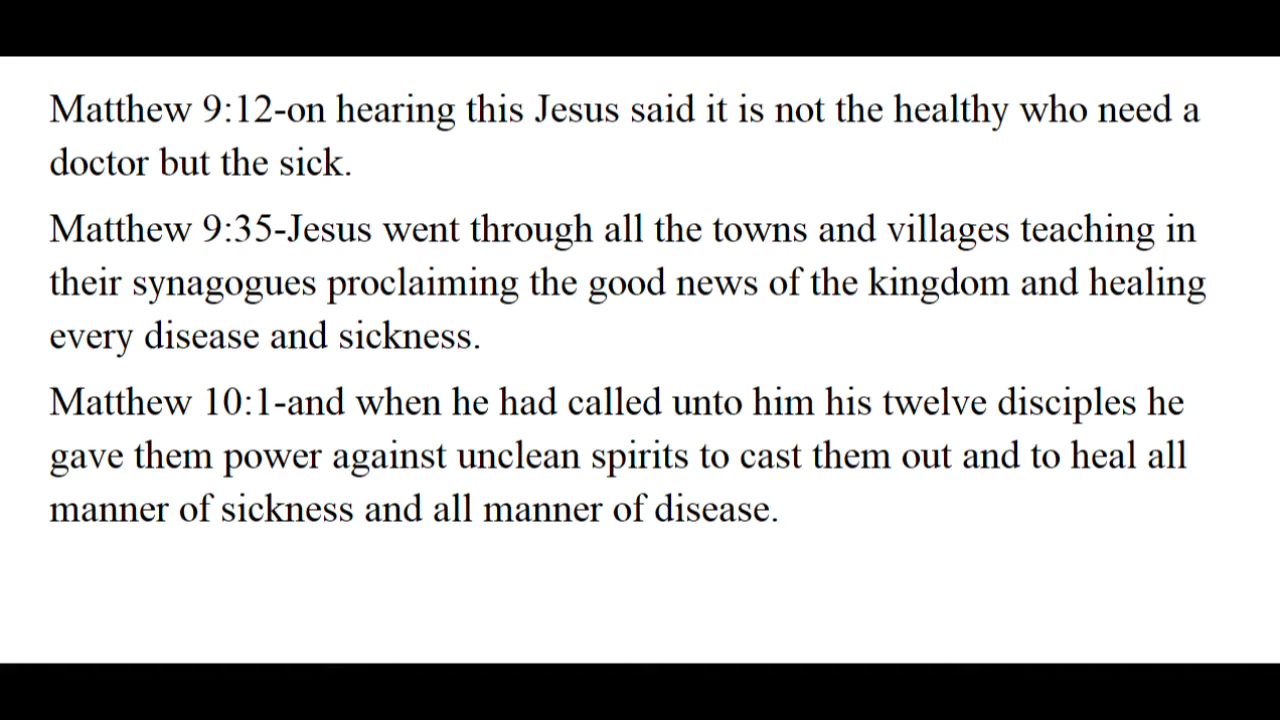 Matthew 9:12-on hearing this Jesus said it is not the healthy who need a
doctor but the sick.
Matthew 9:35-Jesus went through all the towns and villages teaching in
their synagogues proclaiming the good news of the kingdom and healing
every disease and sickness.
Matthew 10:1-and when he had called unto him his twelve disciples he
gave them power against unclean spirits to cast them out and to heal all
manner of sickness and all manner of disease.